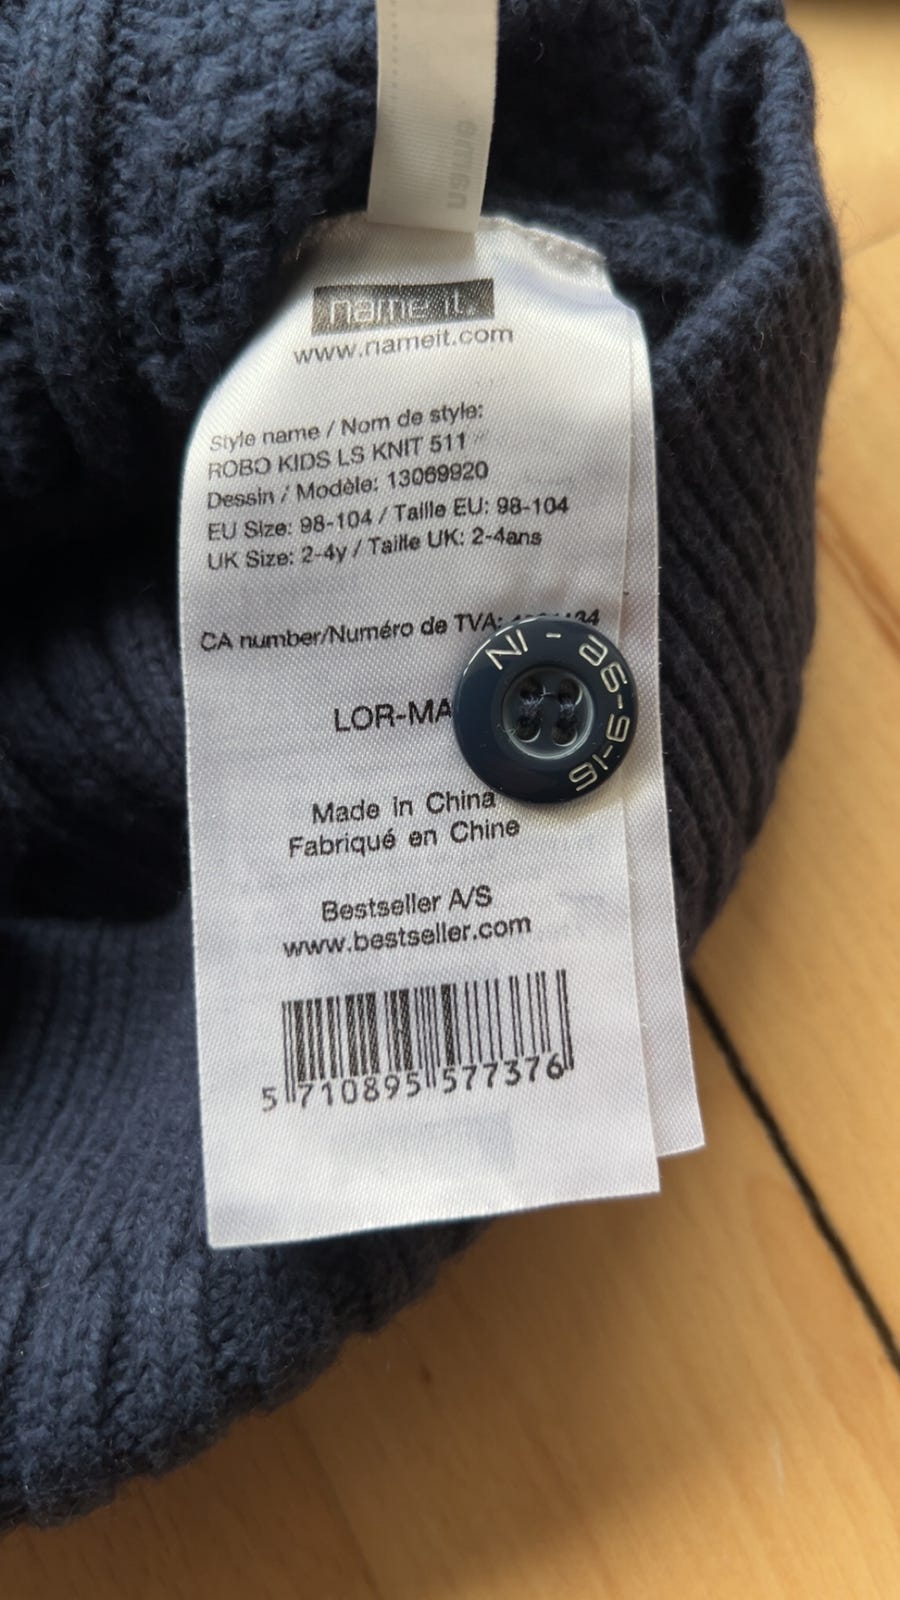 name it.
www.nameit.com
Style name / Nom de style:
ROBO KIDS LS KNIT 511
Dessin / Modèle: 13069920
EU Size: 98-104 / Taille EU: 98-104
UK Size: 2-4y / Taille UK: 2-4ans
CA number/Numéro de TVA:
LOR-MA
NI - a6-9-16
Made in China
Fabriqué en Chine
Bestseller A/S
www.bestseller.com
5 710895 577376